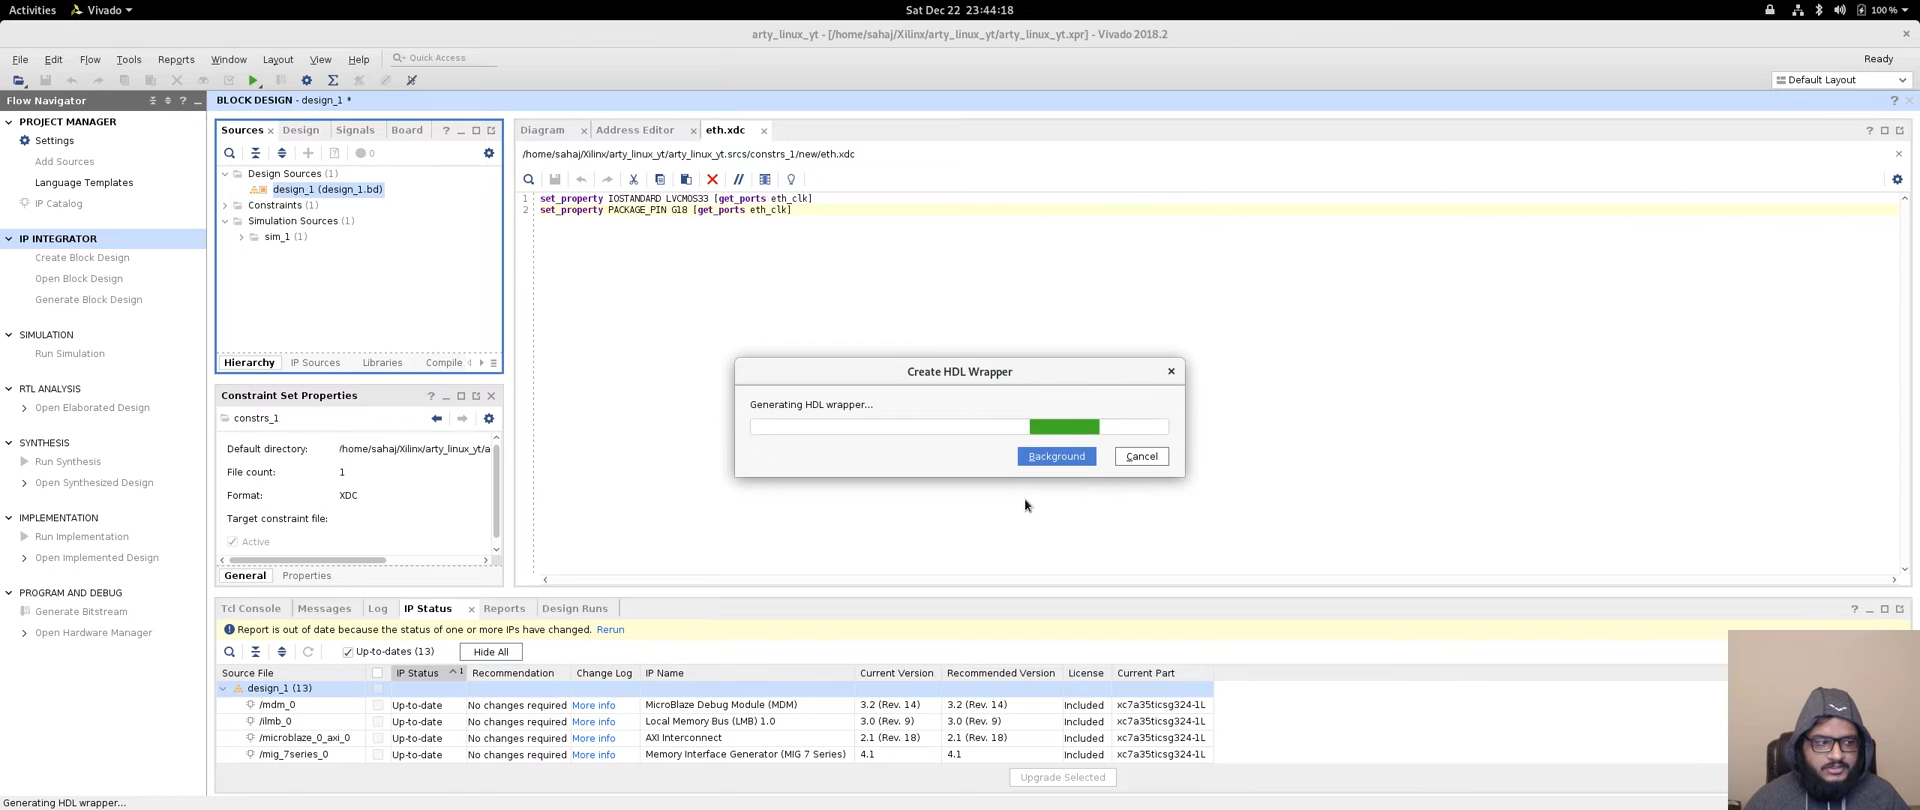 Activities Vivado Sat Dec 22 23:44:18 100 %
arty_linux_yt - [/home/sahaj/Xilinx/arty_linux_yt/arty_linux_yt.xpr] - Vivado 2018.2
File Edit Flow Tools Reports Window Layout View Help Quick Access Ready
Default Layout
Flow Navigator
BLOCK DESIGN - design_1 *
PROJECT MANAGER
Settings
Add Sources
Language Templates
IP Catalog
IP INTEGRATOR
Create Block Design
Open Block Design
Generate Block Design
SIMULATION
Run Simulation
RTL ANALYSIS
Open Elaborated Design
SYNTHESIS
Run Synthesis
Open Synthesized Design
IMPLEMENTATION
Run Implementation
Open Implemented Design
PROGRAM AND DEBUG
Generate Bitstream
Open Hardware Manager
Sources Design Signals Board
0
Design Sources (1)
design_1 (design_1.bd)
Constraints (1)
Simulation Sources (1)
sim_1 (1)
Hierarchy IP Sources Libraries Compile
Constraint Set Properties
constrs_1
Default directory: /home/sahaj/Xilinx/arty_linux_yt/a
File count: 1
Format: XDC
Target constraint file:
Active
General Properties
Diagram Address Editor eth.xdc
/home/sahaj/Xilinx/arty_linux_yt/arty_linux_yt.srcs/constrs_1/new/eth.xdc
1 set_property IOSTANDARD LVCMOS33 [get_ports eth_clk]
2 set_property PACKAGE_PIN G18 [get_ports eth_clk]
Create HDL Wrapper
Generating HDL wrapper...
Background Cancel
Tcl Console Messages Log IP Status Reports Design Runs
Report is out of date because the status of one or more IPs have changed. Rerun
Up-to-dates (13) Hide All
Source File IP Status 1 Recommendation Change Log IP Name Current Version Recommended Version License Current Part
design_1 (13)
/mdm_0 Up-to-date No changes required More info MicroBlaze Debug Module (MDM) 3.2 (Rev. 14) 3.2 (Rev. 14) Included xc7a35ticsg324-1L
/ilmb_0 Up-to-date No changes required More info Local Memory Bus (LMB) 1.0 3.0 (Rev. 9) 3.0 (Rev. 9) Included xc7a35ticsg324-1L
/microblaze_0_axi_0 Up-to-date No changes required More info AXI Interconnect 2.1 (Rev. 18) 2.1 (Rev. 18) Included xc7a35ticsg324-1L
/mig_7series_0 Up-to-date No changes required More info Memory Interface Generator (MIG 7 Series) 4.1 4.1 Included xc7a35ticsg324-1L
Upgrade Selected
Generating HDL wrapper...